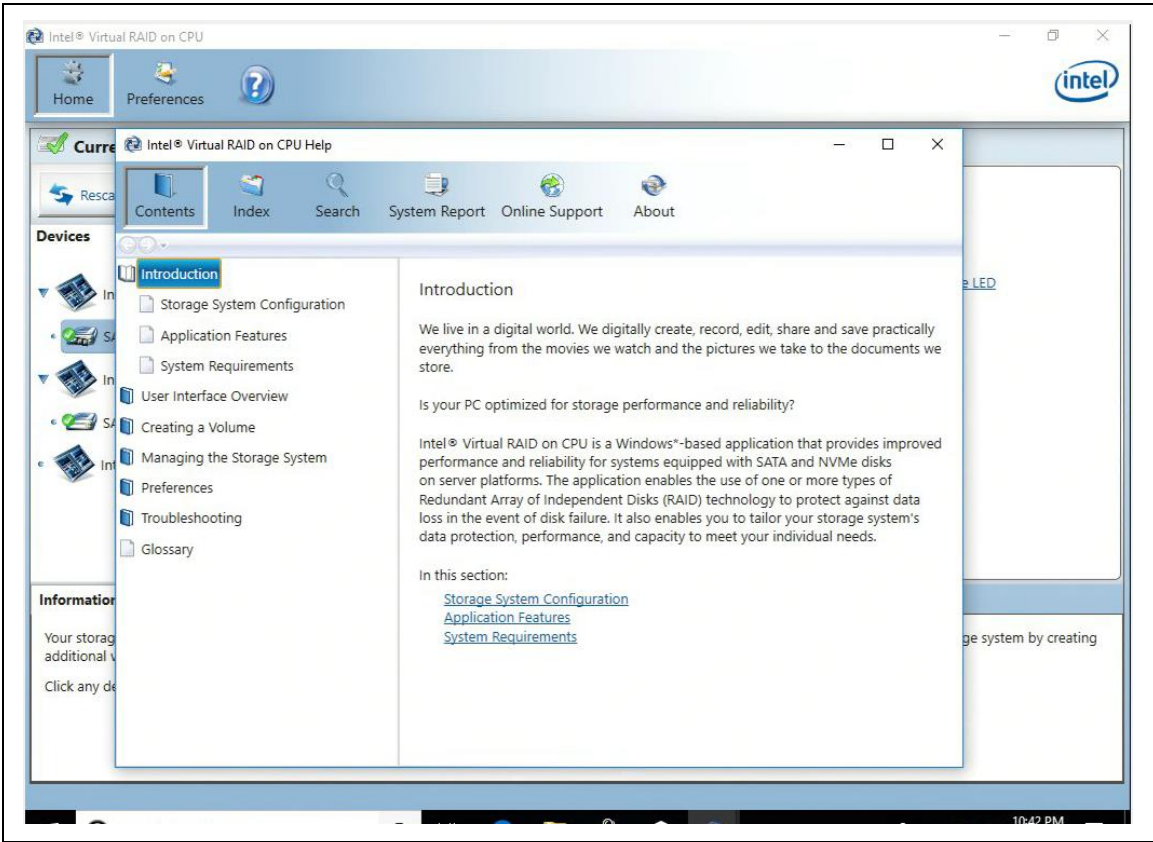 Intel® Virtual RAID on CPU
Home
Preferences
intel
Curre
Intel® Virtual RAID on CPU Help
Resca
Contents
Index
Search
System Report
Online Support
About
Devices
Introduction
Storage System Configuration
Application Features
System Requirements
User Interface Overview
Creating a Volume
Managing the Storage System
Preferences
Troubleshooting
Glossary
In
SA
In
SA
Int
Introduction
We live in a digital world. We digitally create, record, edit, share and save practically
everything from the movies we watch and the pictures we take to the documents we
store.
Is your PC optimized for storage performance and reliability?
Intel® Virtual RAID on CPU is a Windows*-based application that provides improved
performance and reliability for systems equipped with SATA and NVMe disks
on server platforms. The application enables the use of one or more types of
Redundant Array of Independent Disks (RAID) technology to protect against data
loss in the event of disk failure. It also enables you to tailor your storage system's
data protection, performance, and capacity to meet your individual needs.
In this section:
Storage System Configuration
Application Features
System Requirements
e LED
Information
Your storag
ge system by creating
additional v
Click any de
10:42 PM